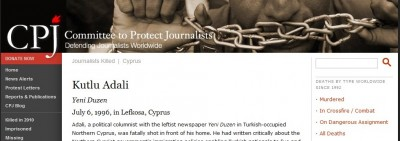 CPJ
Committee to Protect Journalists
Defending Journalists Worldwide
DONATE NOW
Home
News Alerts
Protest Letters
Reports & Publications
CPJ Blog
Killed in 2010
Imprisoned
Missing
Journalists Killed | Cyprus
Kutlu Adali
Yeni Duzen
July 6, 1996, in Lefkosa, Cyprus
Adali, a political columnist with the leftist newspaper Yeni Duzen in Turkish-occupied
Northern Cyprus, was fatally shot in front of his home. He had written critically about the
DEATHS BY TYPE WORLDWIDE
SINCE 1992
Murdered
In Crossfire / Combat
On Dangerous Assignment
All Deaths